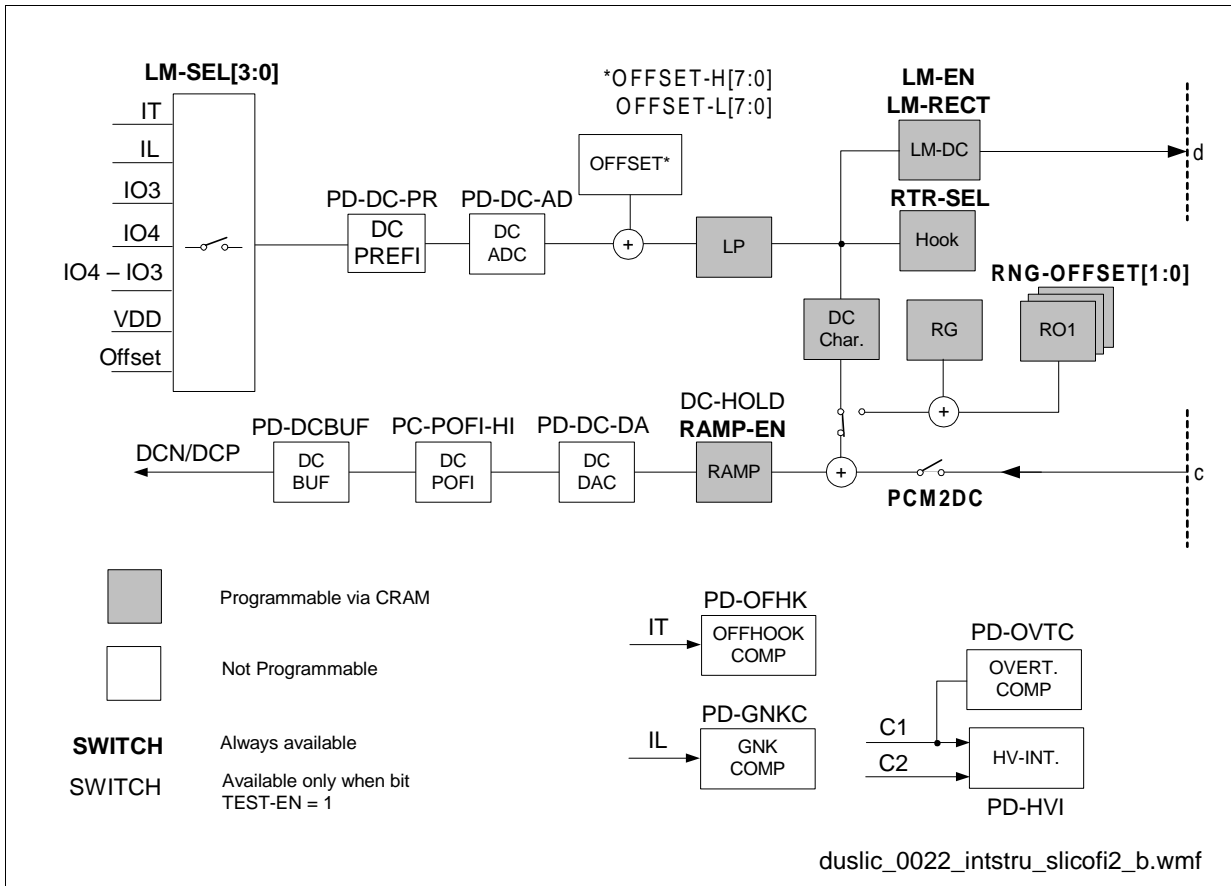 LM-SEL[3:0]
IT
IL
IO3
IO4
IO4 – IO3
VDD
Offset
*OFFSET-H[7:0]
OFFSET-L[7:0]
OFFSET*
PD-DC-PR
DC
PREFI
PD-DC-AD
DC
ADC
+
LP
LM-EN
LM-RECT
LM-DC
d
RTR-SEL
Hook
RNG-OFFSET[1:0]
DC
Char.
RG
RO1
+
DCN/DCP
PD-DCBUF
DC
BUF
PC-POFI-HI
DC
POFI
PD-DC-DA
DC
DAC
DC-HOLD
RAMP-EN
RAMP
+
PCM2DC
c
Programmable via CRAM
Not Programmable
SWITCH
Always available
SWITCH
Available only when bit
TEST-EN = 1
PD-OFHK
IT
OFFHOOK
COMP
PD-GNKC
IL
GNK
COMP
PD-OVTC
OVERT.
COMP
C1
C2
HV-INT.
PD-HVI
duslic_0022_intstru_slicofi2_b.wmf